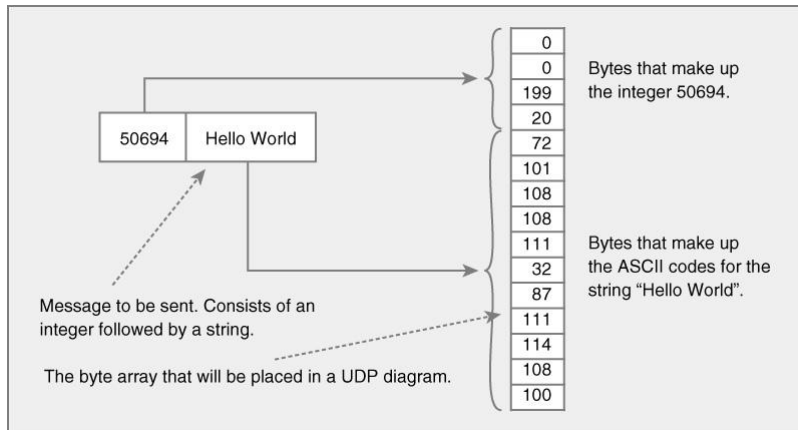 0
0
199
20
72
101
108
108
111
32
87
111
114
108
100
Bytes that make up
the integer 50694.
50694 Hello World
Bytes that make up
the ASCII codes for the
string “Hello World”.
Message to be sent. Consists of an
integer followed by a string.
The byte array that will be placed in a UDP diagram.